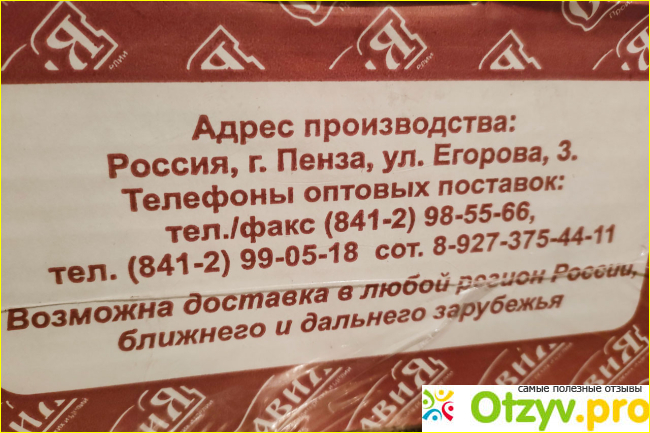 Адрес производства:
Россия, г. Пенза, ул. Егорова, 3.
Телефоны оптовых поставок:
тел./факс (841-2) 98-55-66,
тел. (841-2) 99-05-18 сот. 8-927-375-44-11
Возможна доставка в любой регион России,
ближнего и дальнего зарубежья
самые полезные отзывы
Otzyv.pro